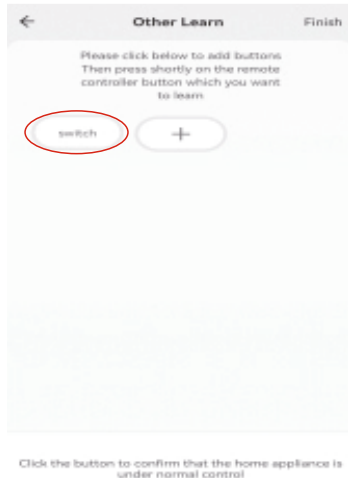 ← Other Learn Finish
Please click below to add buttons
Then press shortly on the remote
controller button which you want
to learn
switch +
Click the button to confirm that the home appliance is
under normal control